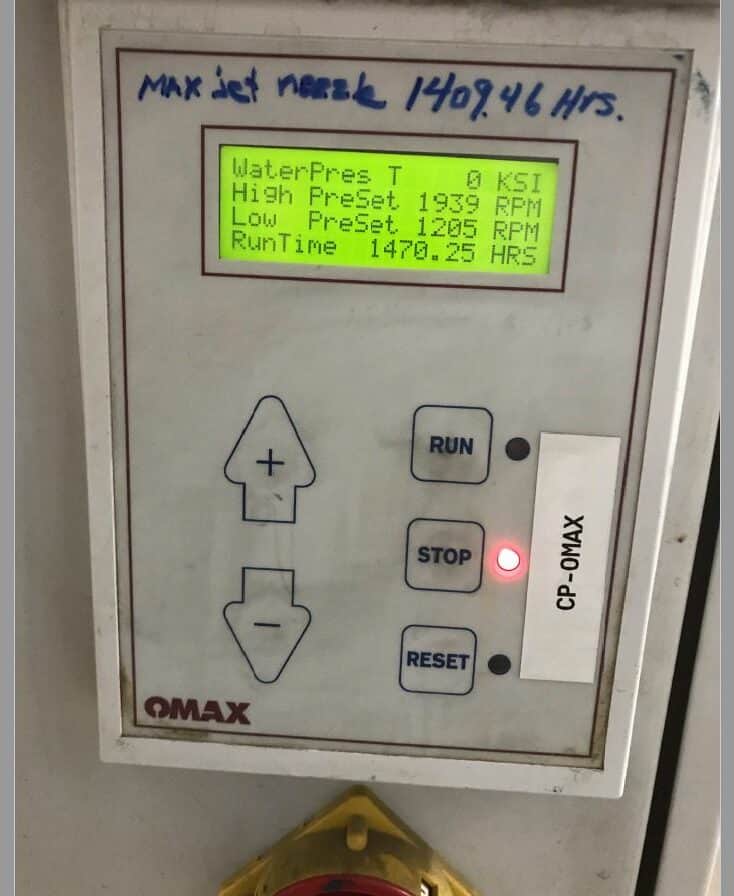 MAX jet nozzle 1409.46 Hrs.
WaterPres T 0 KSI
High PreSet 1939 RPM
Low PreSet 1205 RPM
RunTime 1470.25 HRS
+
RUN
STOP
CP-OMAX
-
RESET
OMAX